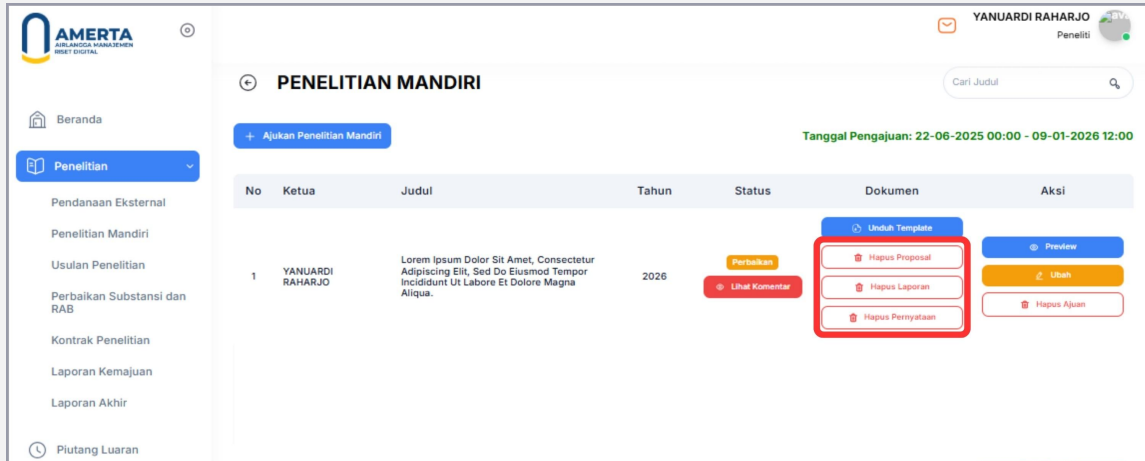 AMERTA
AIRLANGGA MANAJEMEN
RISET DIGITAL
YANUARDI RAHARJO
Peneliti
PENELITIAN MANDIRI
Cari Judul
Beranda
Ajukan Penelitian Mandiri
Tanggal Pengajuan: 22-06-2025 00:00 - 09-01-2026 12:00
Penelitian
Pendanaan Eksternal
Penelitian Mandiri
Usulan Penelitian
Perbaikan Substansi dan
RAB
Kontrak Penelitian
Laporan Kemajuan
Laporan Akhir
Piutang Luaran
No Ketua Judul Tahun Status Dokumen Aksi
1
YANUARDI
RAHARJO
Lorem Ipsum Dolor Sit Amet, Consectetur
Adipiscing Elit, Sed Do Eiusmod Tempor
Incididunt Ut Labore Et Dolore Magna
Aliqua.
2026
Perbaikan
Lihat Komentar
Unduh Template
Hapus Proposal
Hapus Laporan
Hapus Pernyataan
Preview
Ubah
Hapus Ajuan